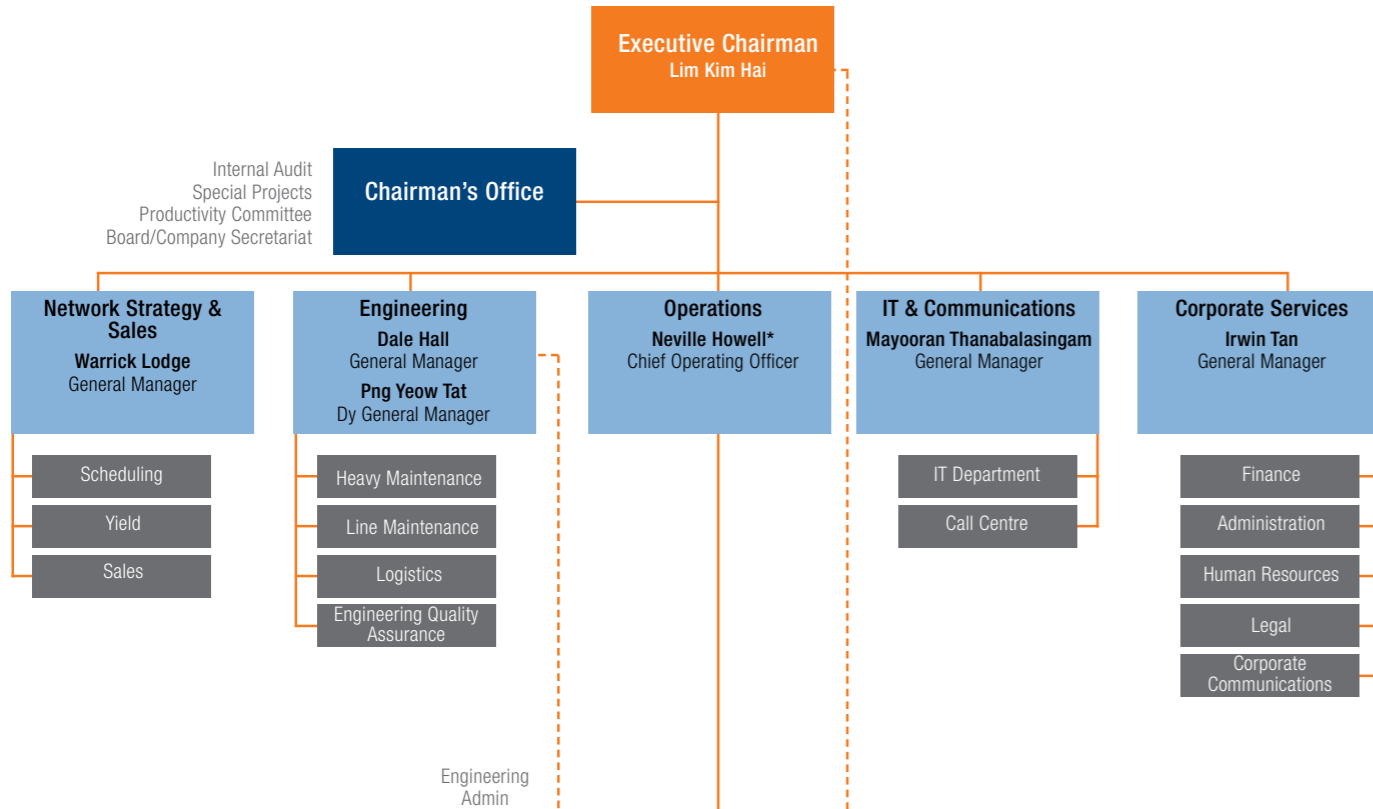 Executive Chairman
Lim Kim Hai
Internal Audit
Special Projects
Productivity Committee
Board/Company Secretariat
Chairman's Office
Network Strategy &
Sales
Warrick Lodge
General Manager
Scheduling
Yield
Sales
Engineering
Dale Hall
General Manager
Png Yeow Tat
Dy General Manager
Heavy Maintenance
Line Maintenance
Logistics
Engineering Quality
Assurance
Engineering
Admin
Operations
Neville Howell*
Chief Operating Officer
IT & Communications
Mayooran Thanabalasingam
General Manager
IT Department
Call Centre
Corporate Services
Irwin Tan
General Manager
Finance
Administration
Human Resources
Legal
Corporate
Communications